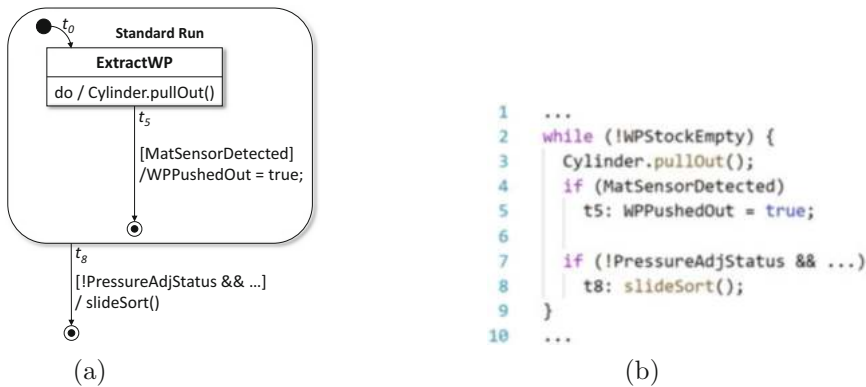 t0
Standard Run
ExtractWP
do / Cylinder.pullOut()
t5
[MatSensorDetected]
/WPPushedOut = true;
t8
[!PressureAdjStatus && ...]
/ slideSort()
(a)
1 ...
2 while (!WPStockEmpty) {
3 Cylinder.pullOut();
4 if (MatSensorDetected)
5 t5: WPPushedOut = true;
6
7 if (!PressureAdjStatus && ...)
8 t8: slideSort();
9 }
10 ...
(b)